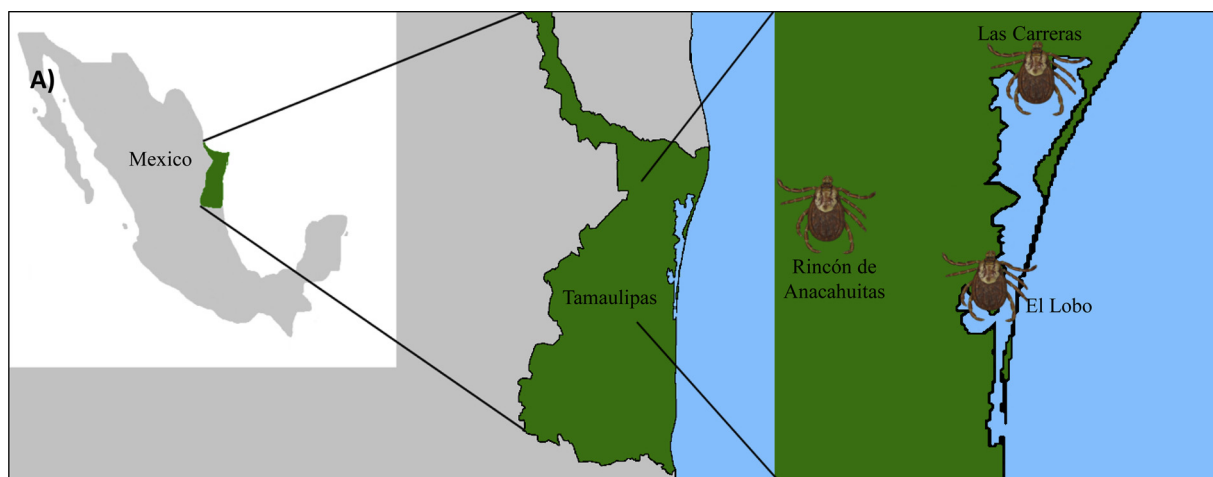 A)
Mexico
Tamaulipas
Las Carreras
Rincón de
Anacahuitas
El Lobo